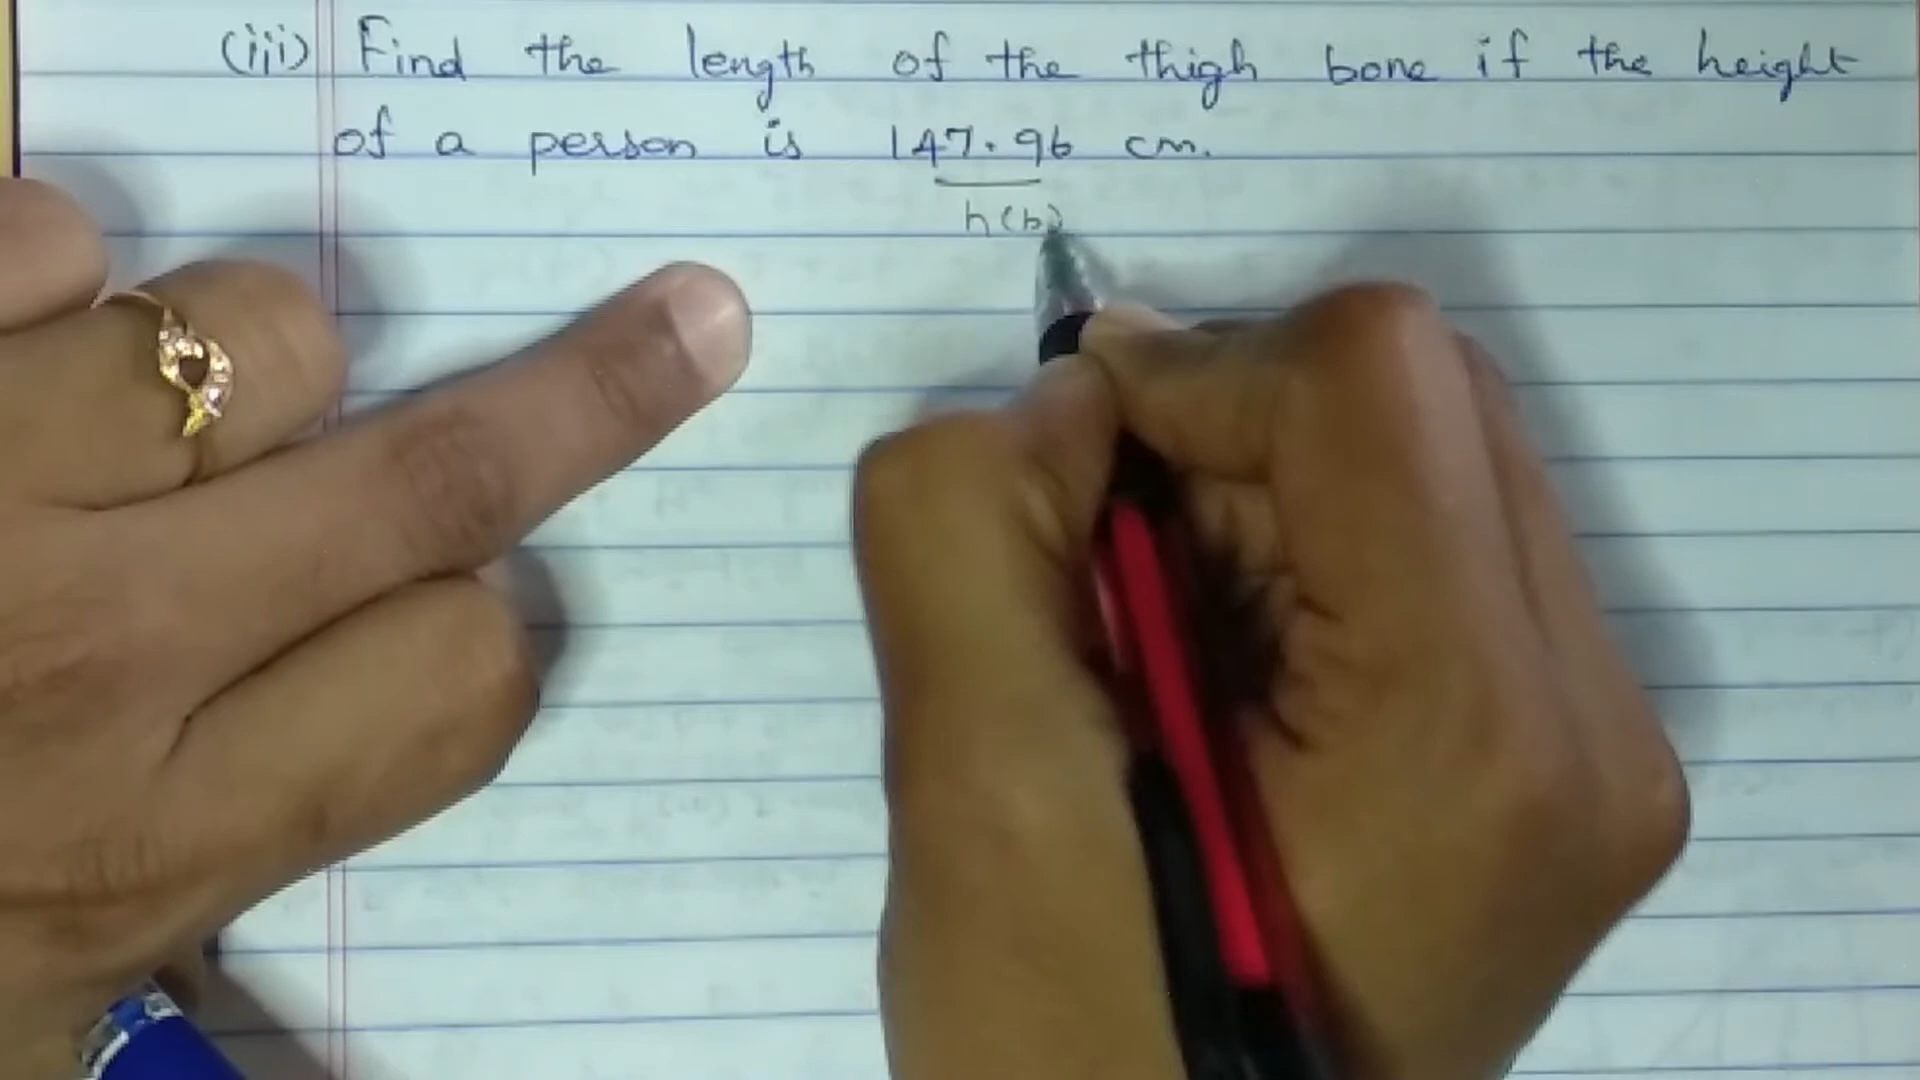 (iii) Find the length of the thigh bone if the height
of a person is 147.96 cm.
h(b)